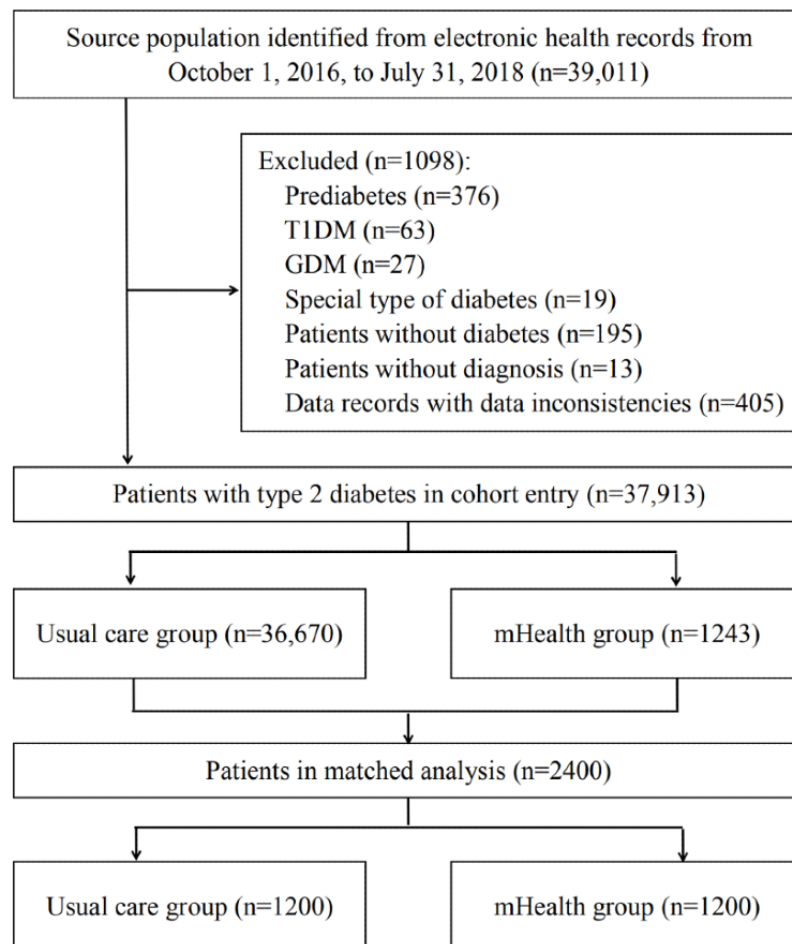 Source population identified from electronic health records from
October 1, 2016, to July 31, 2018 (n=39,011)
Excluded (n=1098):
Prediabetes (n=376)
T1DM (n=63)
GDM (n=27)
Special type of diabetes (n=19)
Patients without diabetes (n=195)
Patients without diagnosis (n=13)
Data records with data inconsistencies (n=405)
Patients with type 2 diabetes in cohort entry (n=37,913)
Usual care group (n=36,670)
mHealth group (n=1243)
Patients in matched analysis (n=2400)
Usual care group (n=1200)
mHealth group (n=1200)